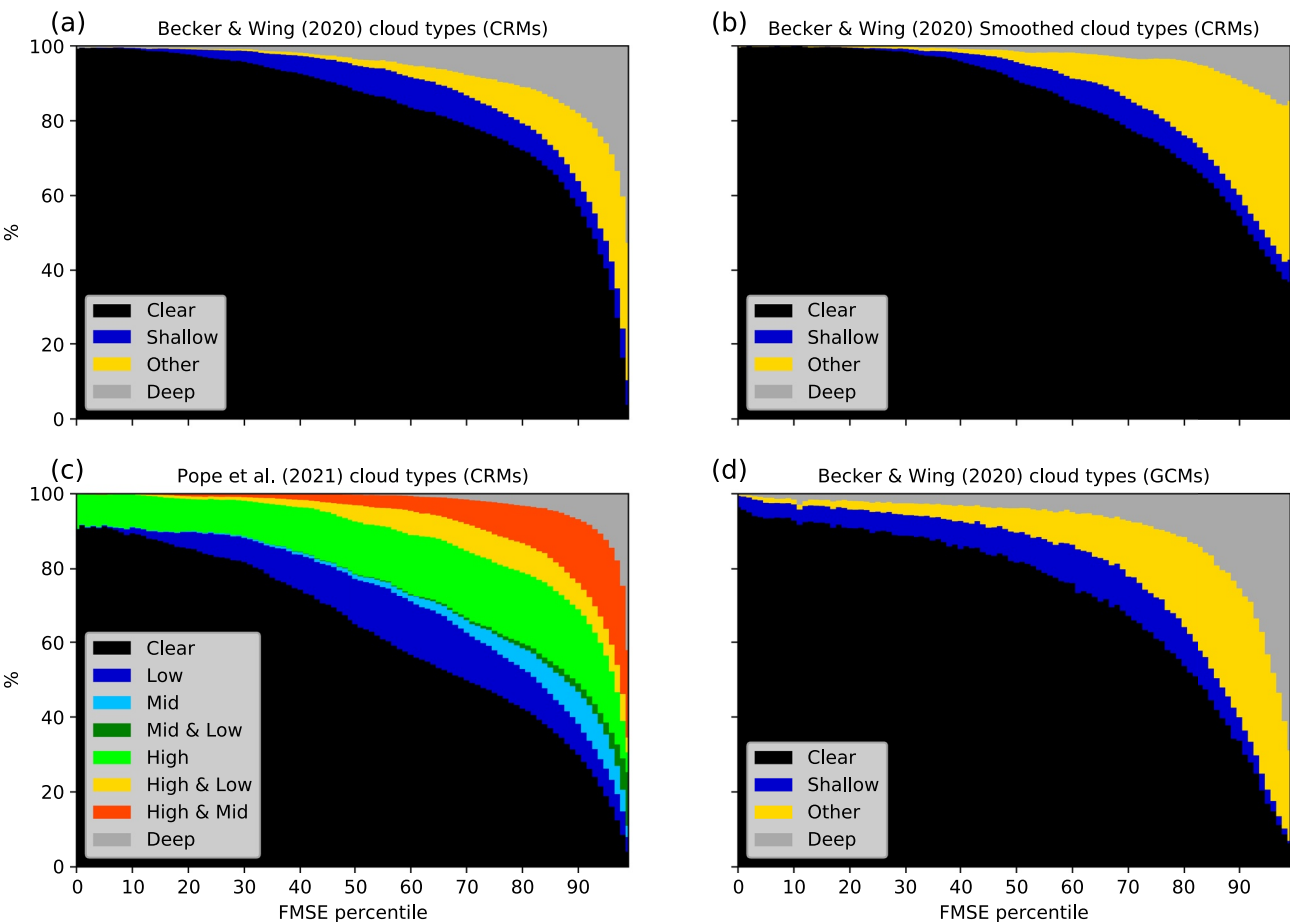 (a)
Becker & Wing (2020) cloud types (CRMs)
100
80
60
40
20
0
%
Clear
Shallow
Other
Deep
(b)
Becker & Wing (2020) Smoothed cloud types (CRMs)
Clear
Shallow
Other
Deep
(c)
Pope et al. (2021) cloud types (CRMs)
100
80
60
40
20
0
%
Clear
Low
Mid
Mid & Low
High
High & Low
High & Mid
Deep
0 10 20 30 40 50 60 70 80 90
FMSE percentile
(d)
Becker & Wing (2020) cloud types (GCMs)
Clear
Shallow
Other
Deep
0 10 20 30 40 50 60 70 80 90
FMSE percentile